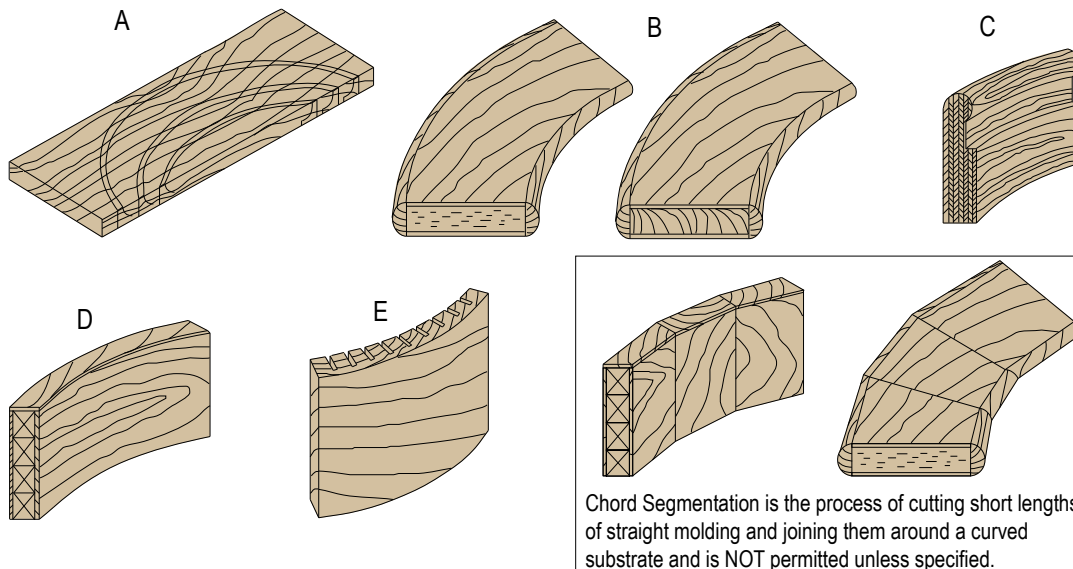 A
B
C
D
E
Chord Segmentation is the process of cutting short lengths
of straight molding and joining them around a curved
substrate and is NOT permitted unless specified.